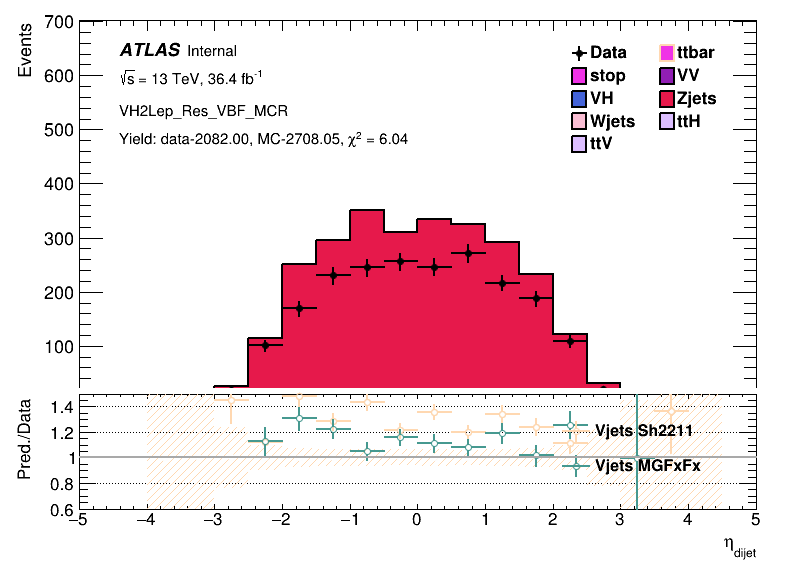 Events
700
600
500
400
300
200
100
ATLAS Internal
√s = 13 TeV, 36.4 fb⁻¹
VH2Lep_Res_VBF_MCR
Yield: data-2082.00, MC-2708.05, χ² = 6.04
Data
ttbar
stop
VV
VH
Zjets
Wjets
ttH
ttV
Pred./Data
1.4
1.2
1
0.8
0.6
Vjets Sh2211
Vjets MGFxFx
−5 −4 −3 −2 −1 0 1 2 3 4 5
η_dijet